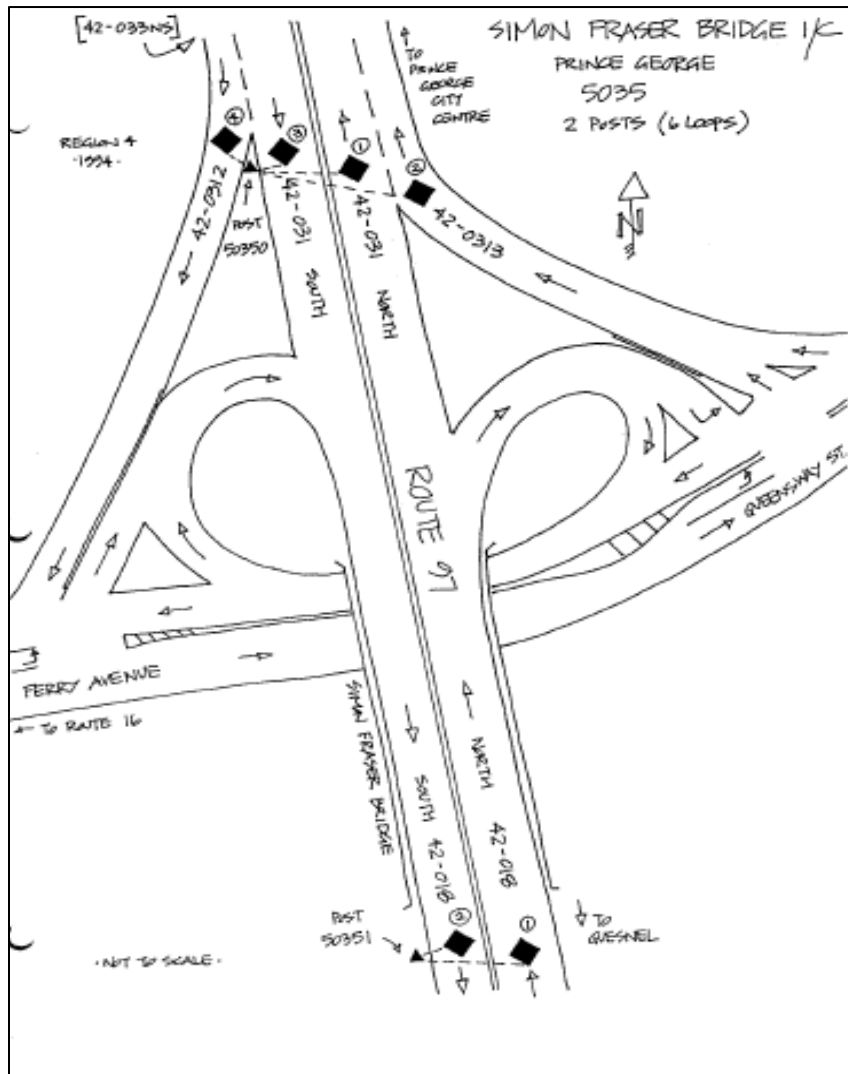 [42-033NS]
SIMON FRASER BRIDGE I/C
PRINCE GEORGE
5035
2 POSTS (6 LOOPS)
TO
PRINCE
GEORGE
CITY
CENTRE
REGION 4
·1994·
④
③
①
②
42-0312
POST
50350
42-031
SOUTH
42-031
NORTH
42-0313
N
ROUTE 97
QUEENSWAY ST.
FERRY AVENUE
← TO ROUTE 16
SIMON FRASER BRIDGE
SOUTH 42-018
NORTH 42-018
POST
50351
①
TO
QUESNEL
·NOT TO SCALE·